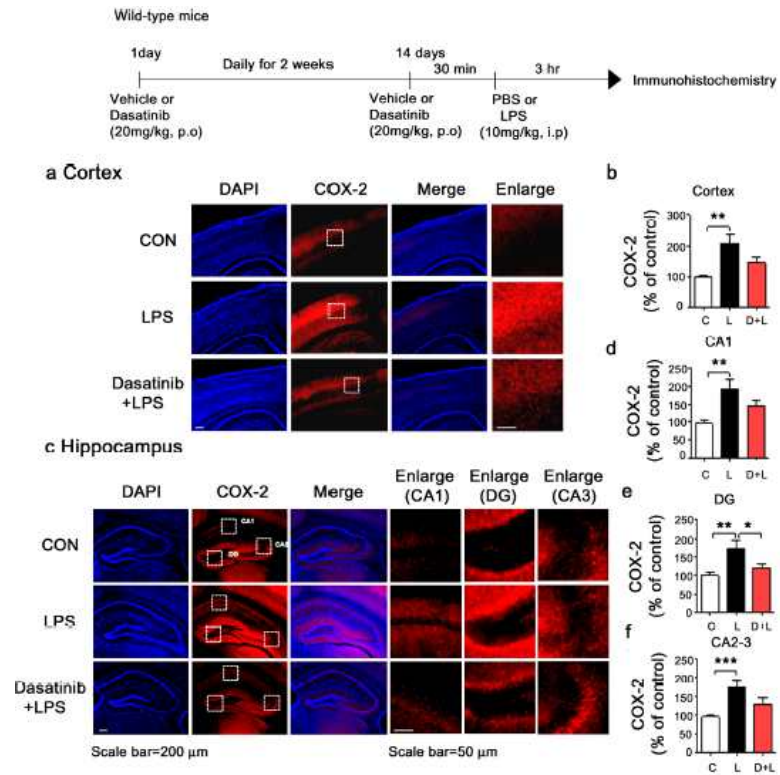 Wild-type mice
1day
Daily for 2 weeks
14 days
30 min
3 hr
Immunohistochemistry
Vehicle or
Dasatinib
(20mg/kg, p.o)
Vehicle or
Dasatinib
(20mg/kg, p.o)
PBS or
LPS
(10mg/kg, i.p)
a Cortex
DAPI COX-2 Merge Enlarge
CON
LPS
Dasatinib
+LPS
b
Cortex
COX-2
(% of control)
300
200
100
0
**
C L D+L
d
CA1
COX-2
(% of control)
250
200
150
100
50
0
**
C L D+L
c Hippocampus
DAPI COX-2 Merge Enlarge (CA1) Enlarge (DG) Enlarge (CA3)
CON
CA1
DG
LPS
Dasatinib
+LPS
Scale bar=200 μm
Scale bar=50 μm
e
DG
COX-2
(% of control)
250
200
150
100
50
0
** *
C L D+L
f
CA2-3
COX-2
(% of control)
250
200
150
100
50
0
***
C L D+L